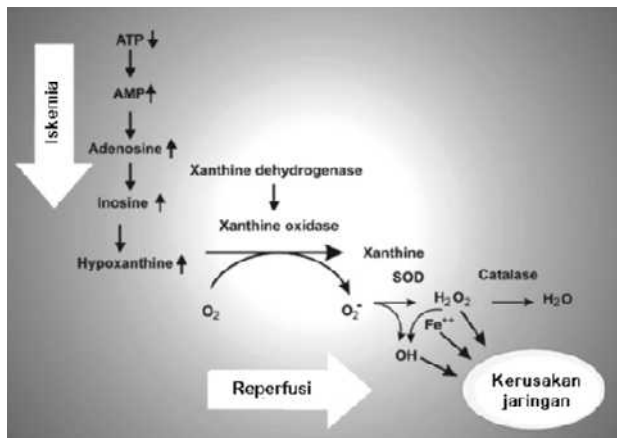 Iskemia
ATP ↓
AMP ↑
Adenosine ↑
Inosine ↑
Hypoxanthine ↑
Xanthine dehydrogenase
Xanthine oxidase
Xanthine
O₂
O₂⁻
SOD
H₂O₂
Catalase
H₂O
Fe⁺⁺
OH
Reperfusi
Kerusakan
jaringan